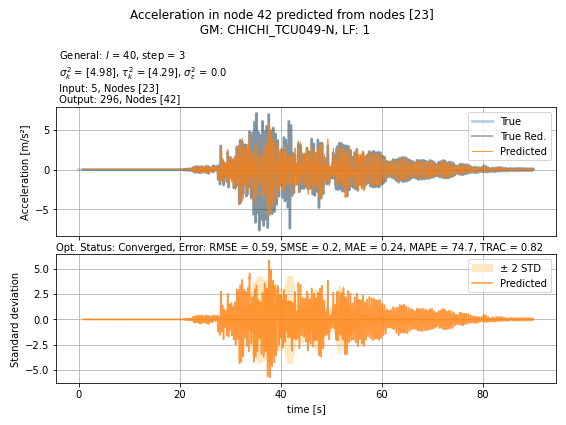 Acceleration in node 42 predicted from nodes [23]
GM: CHICHI_TCU049-N, LF: 1
General: l = 40, step = 3
σ²ₖ = [4.98], τ²ₖ = [4.29], σ²ε = 0.0
Input: 5, Nodes [23]
Output: 296, Nodes [42]
True
True Red.
Predicted
Acceleration [m/s²]
5
0
−5
Opt. Status: Converged, Error: RMSE = 0.59, SMSE = 0.2, MAE = 0.24, MAPE = 74.7, TRAC = 0.82
± 2 STD
Predicted
Standard deviation
5.0
2.5
0.0
−2.5
−5.0
0 20 40 60 80
time [s]